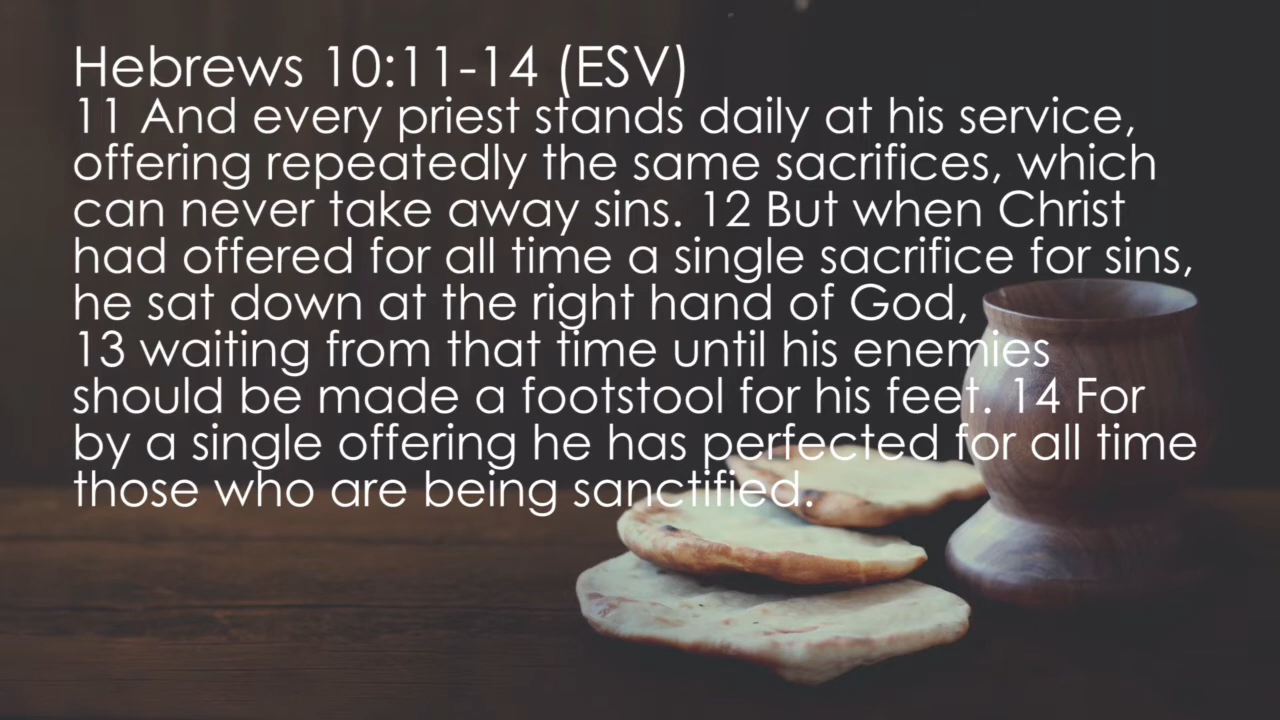 Hebrews 10:11-14 (ESV)
11 And every priest stands daily at his service,
offering repeatedly the same sacrifices, which
can never take away sins. 12 But when Christ
had offered for all time a single sacrifice for sins,
he sat down at the right hand of God,
13 waiting from that time until his enemies
should be made a footstool for his feet. 14 For
by a single offering he has perfected for all time
those who are being sanctified.